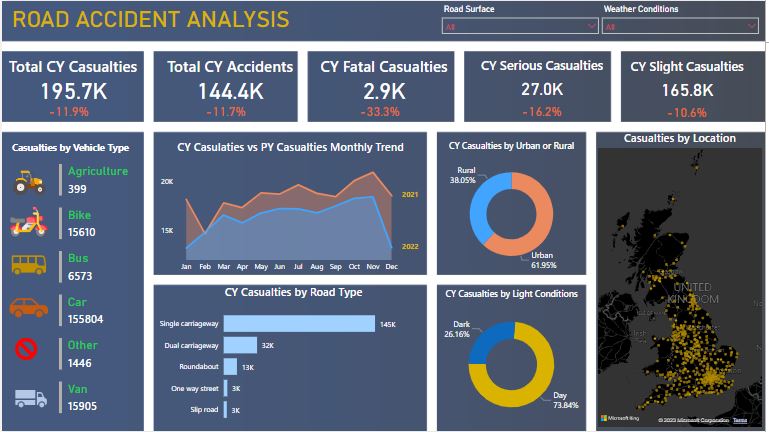 ROAD ACCIDENT ANALYSIS
Road Surface
All
Weather Conditions
All
Total CY Casualties
195.7K
-11.9%
Total CY Accidents
144.4K
-11.7%
CY Fatal Casualties
2.9K
-33.3%
CY Serious Casualties
27.0K
-16.2%
CY Slight Casualties
165.8K
-10.6%
Casualties by Vehicle Type
Agriculture
399
Bike
15610
Bus
6573
Car
155804
Other
1446
Van
15905
CY Casulaties vs PY Casualties Monthly Trend
20K
15K
2021
2022
Jan Feb Mar Apr May Jun Jul Aug Sep Oct Nov Dec
CY Casualties by Road Type
Single carriageway 145K
Dual carriageway 32K
Roundabout 13K
One way street 3K
Slip road 3K
CY Casualties by Urban or Rural
Rural
38.05%
Urban
61.95%
CY Casualties by Light Conditions
Dark
26.16%
Day
73.84%
Casualties by Location
UNITED
KINGDOM
Microsoft Bing
© 2023 Microsoft Corporation Terms